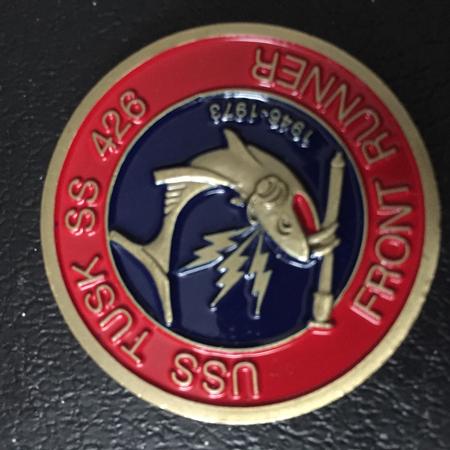 USS TUSK SS 426
FRONT RUNNER
1946-1973